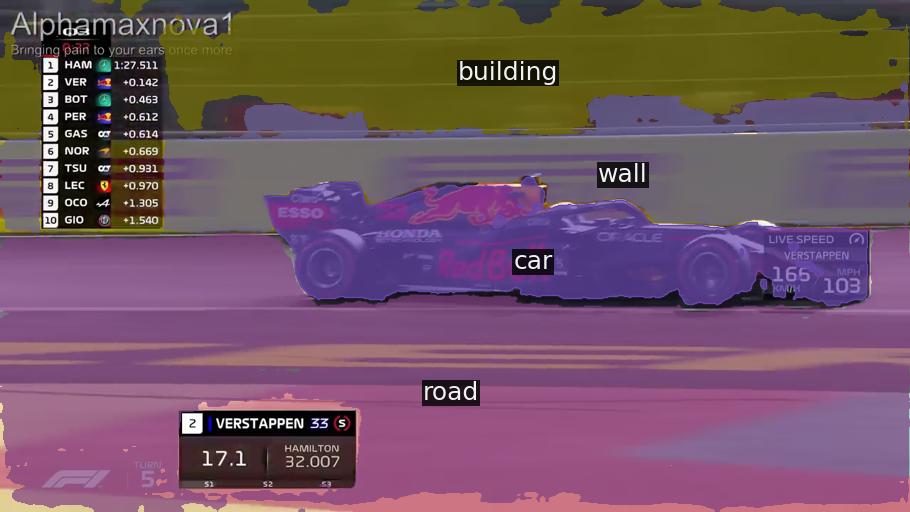 Alphamaxnova1
Bringing pain to your ears once more
Q3
0:22
1 HAM 1:27.511
2 VER +0.142
3 BOT +0.463
4 PER +0.612
5 GAS +0.614
6 NOR +0.669
7 TSU +0.931
8 LEC +0.970
9 OCO +1.305
10 GIO +1.540
building
wall
car
road
Claro
ESSO
HONDA
Red Bull
ORACLE
LIVE SPEED
VERSTAPPEN
166 KM/H
103 MPH
2 VERSTAPPEN 33 S
17.1
HAMILTON
32.007
S1 S2 S3
F1
TURN
5